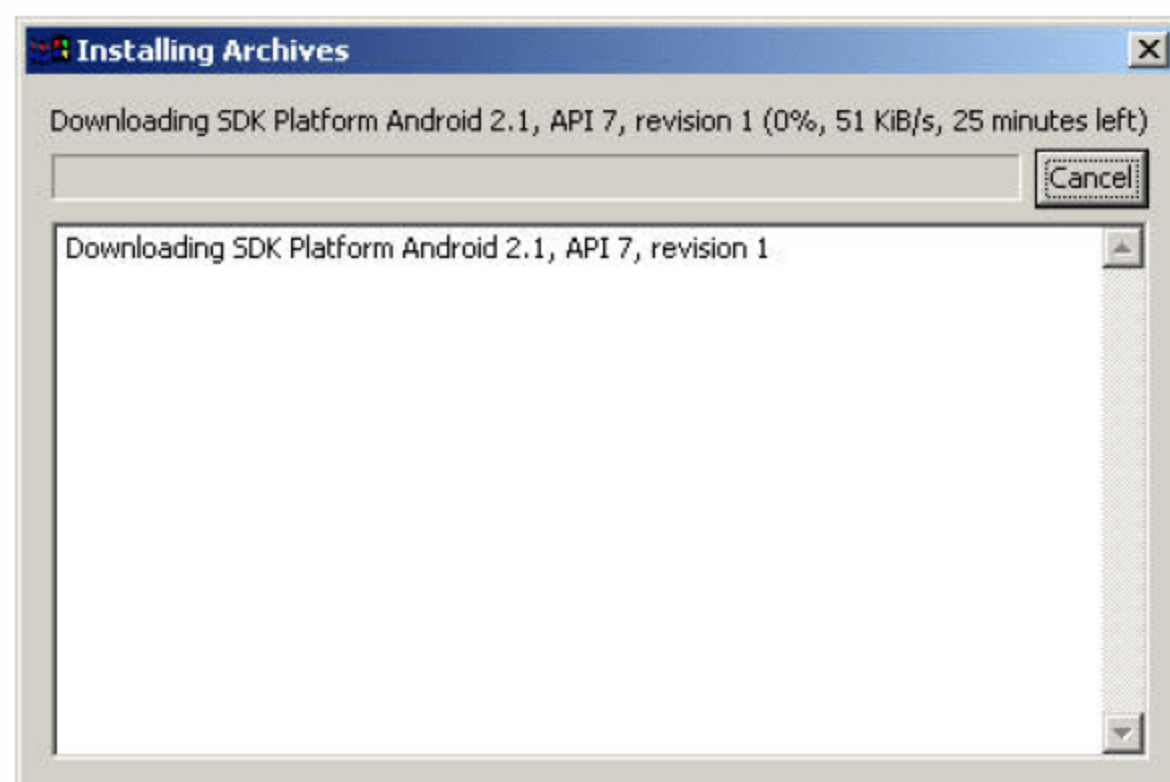 Installing Archives
Downloading SDK Platform Android 2.1, API 7, revision 1 (0%, 51 KiB/s, 25 minutes left)
Cancel
Downloading SDK Platform Android 2.1, API 7, revision 1